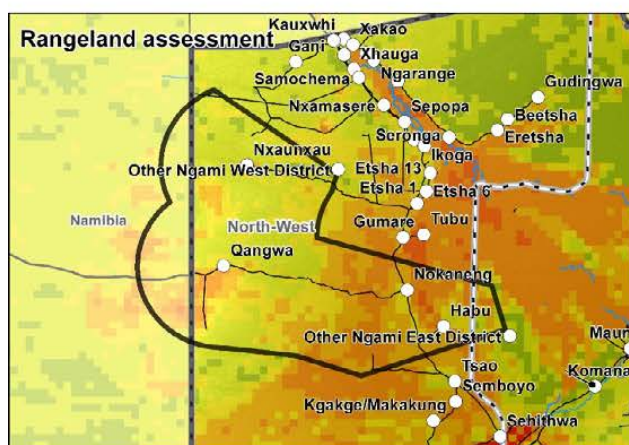 Rangeland assessment
Kauxwhi
Xakao
Gani
Xhauga
Samochema
Ngarange
Gudingwa
Nxamasere
Sepopa
Beetsha
Seronga
Eretsha
Nxaunxau
Ikoga
Other Ngami West District
Etsha 13
Etsha 1
Etsha 6
Namibia
North-West
Gumare
Tubu
Qangwa
Nokaneng
Habu
Other Ngami East District
Maun
Tsao
Komana
Semboyo
Kgakge/Makakung
Sehithwa